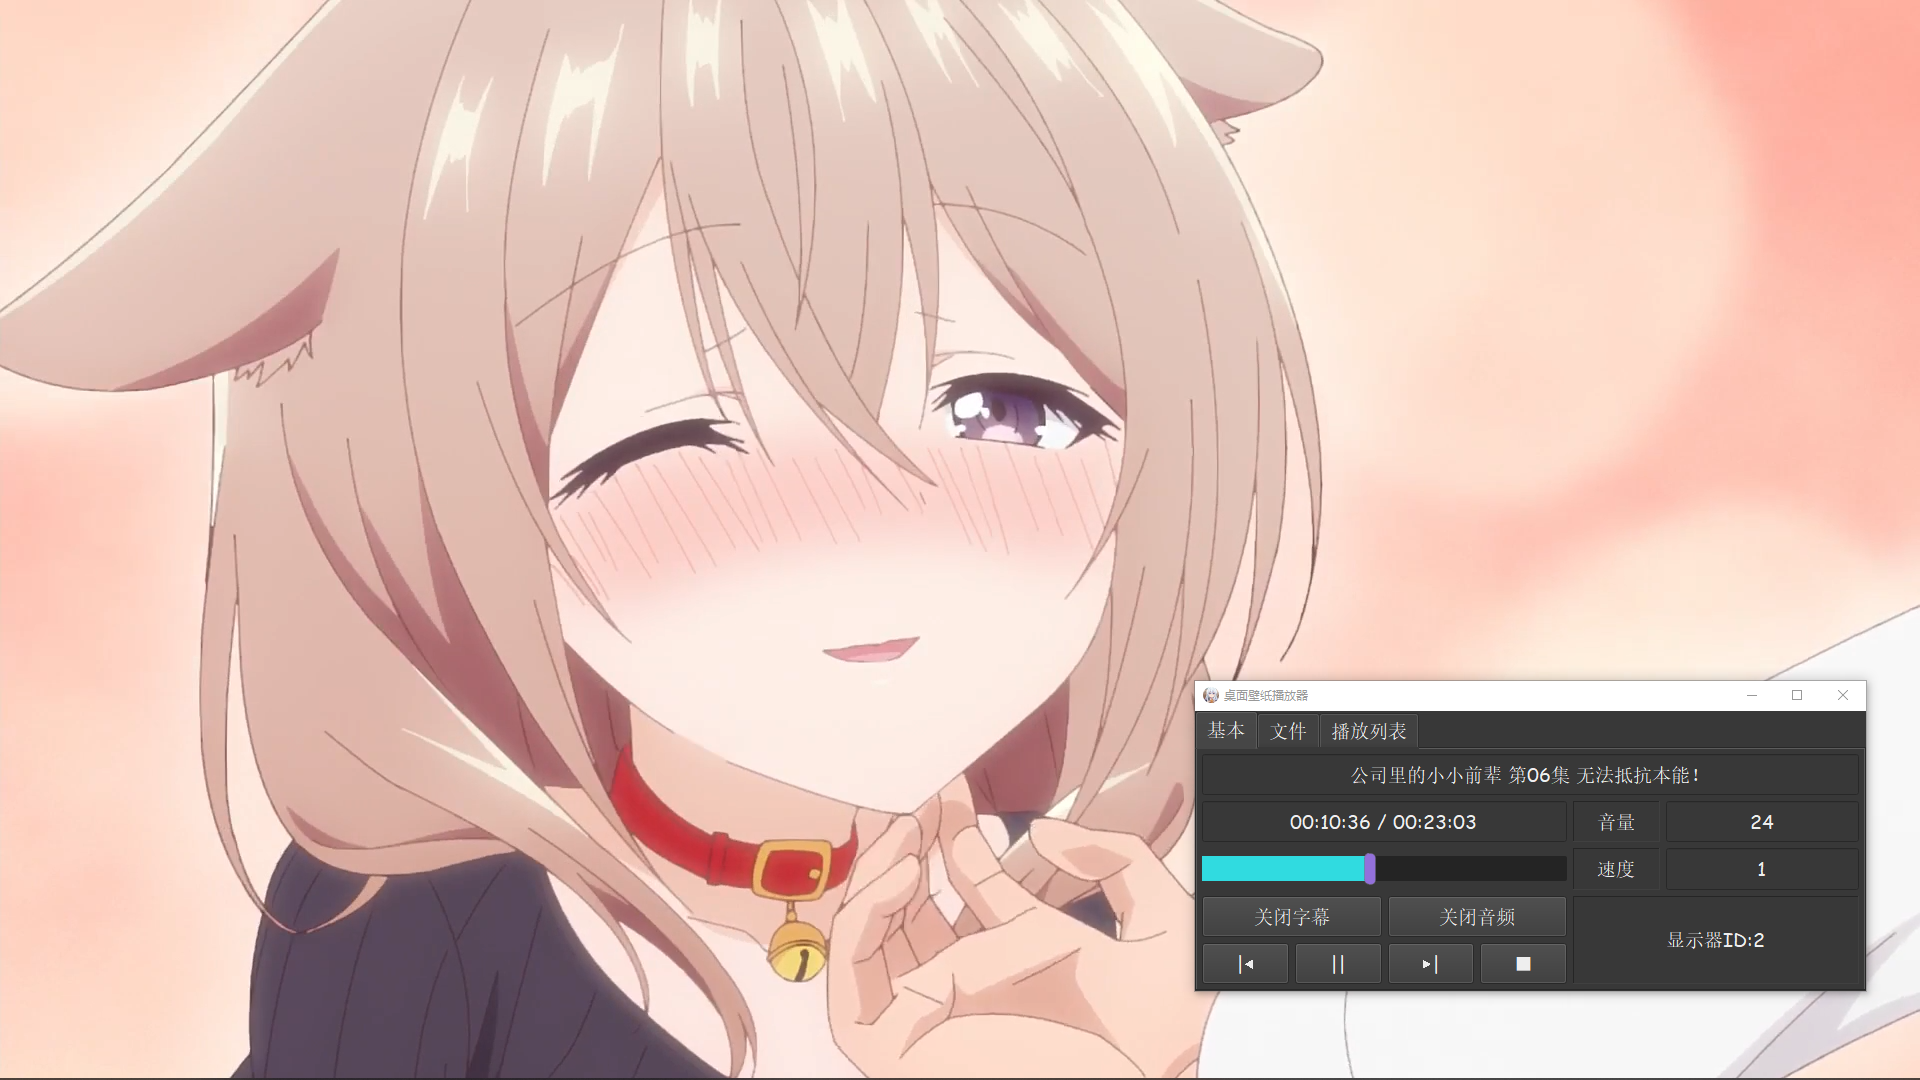 桌面壁纸播放器
基本 文件 播放列表
公司里的小小前辈 第06集 无法抵抗本能！
00:10:36 / 00:23:03 音量 24
速度 1
关闭字幕 关闭音频
显示器ID:2